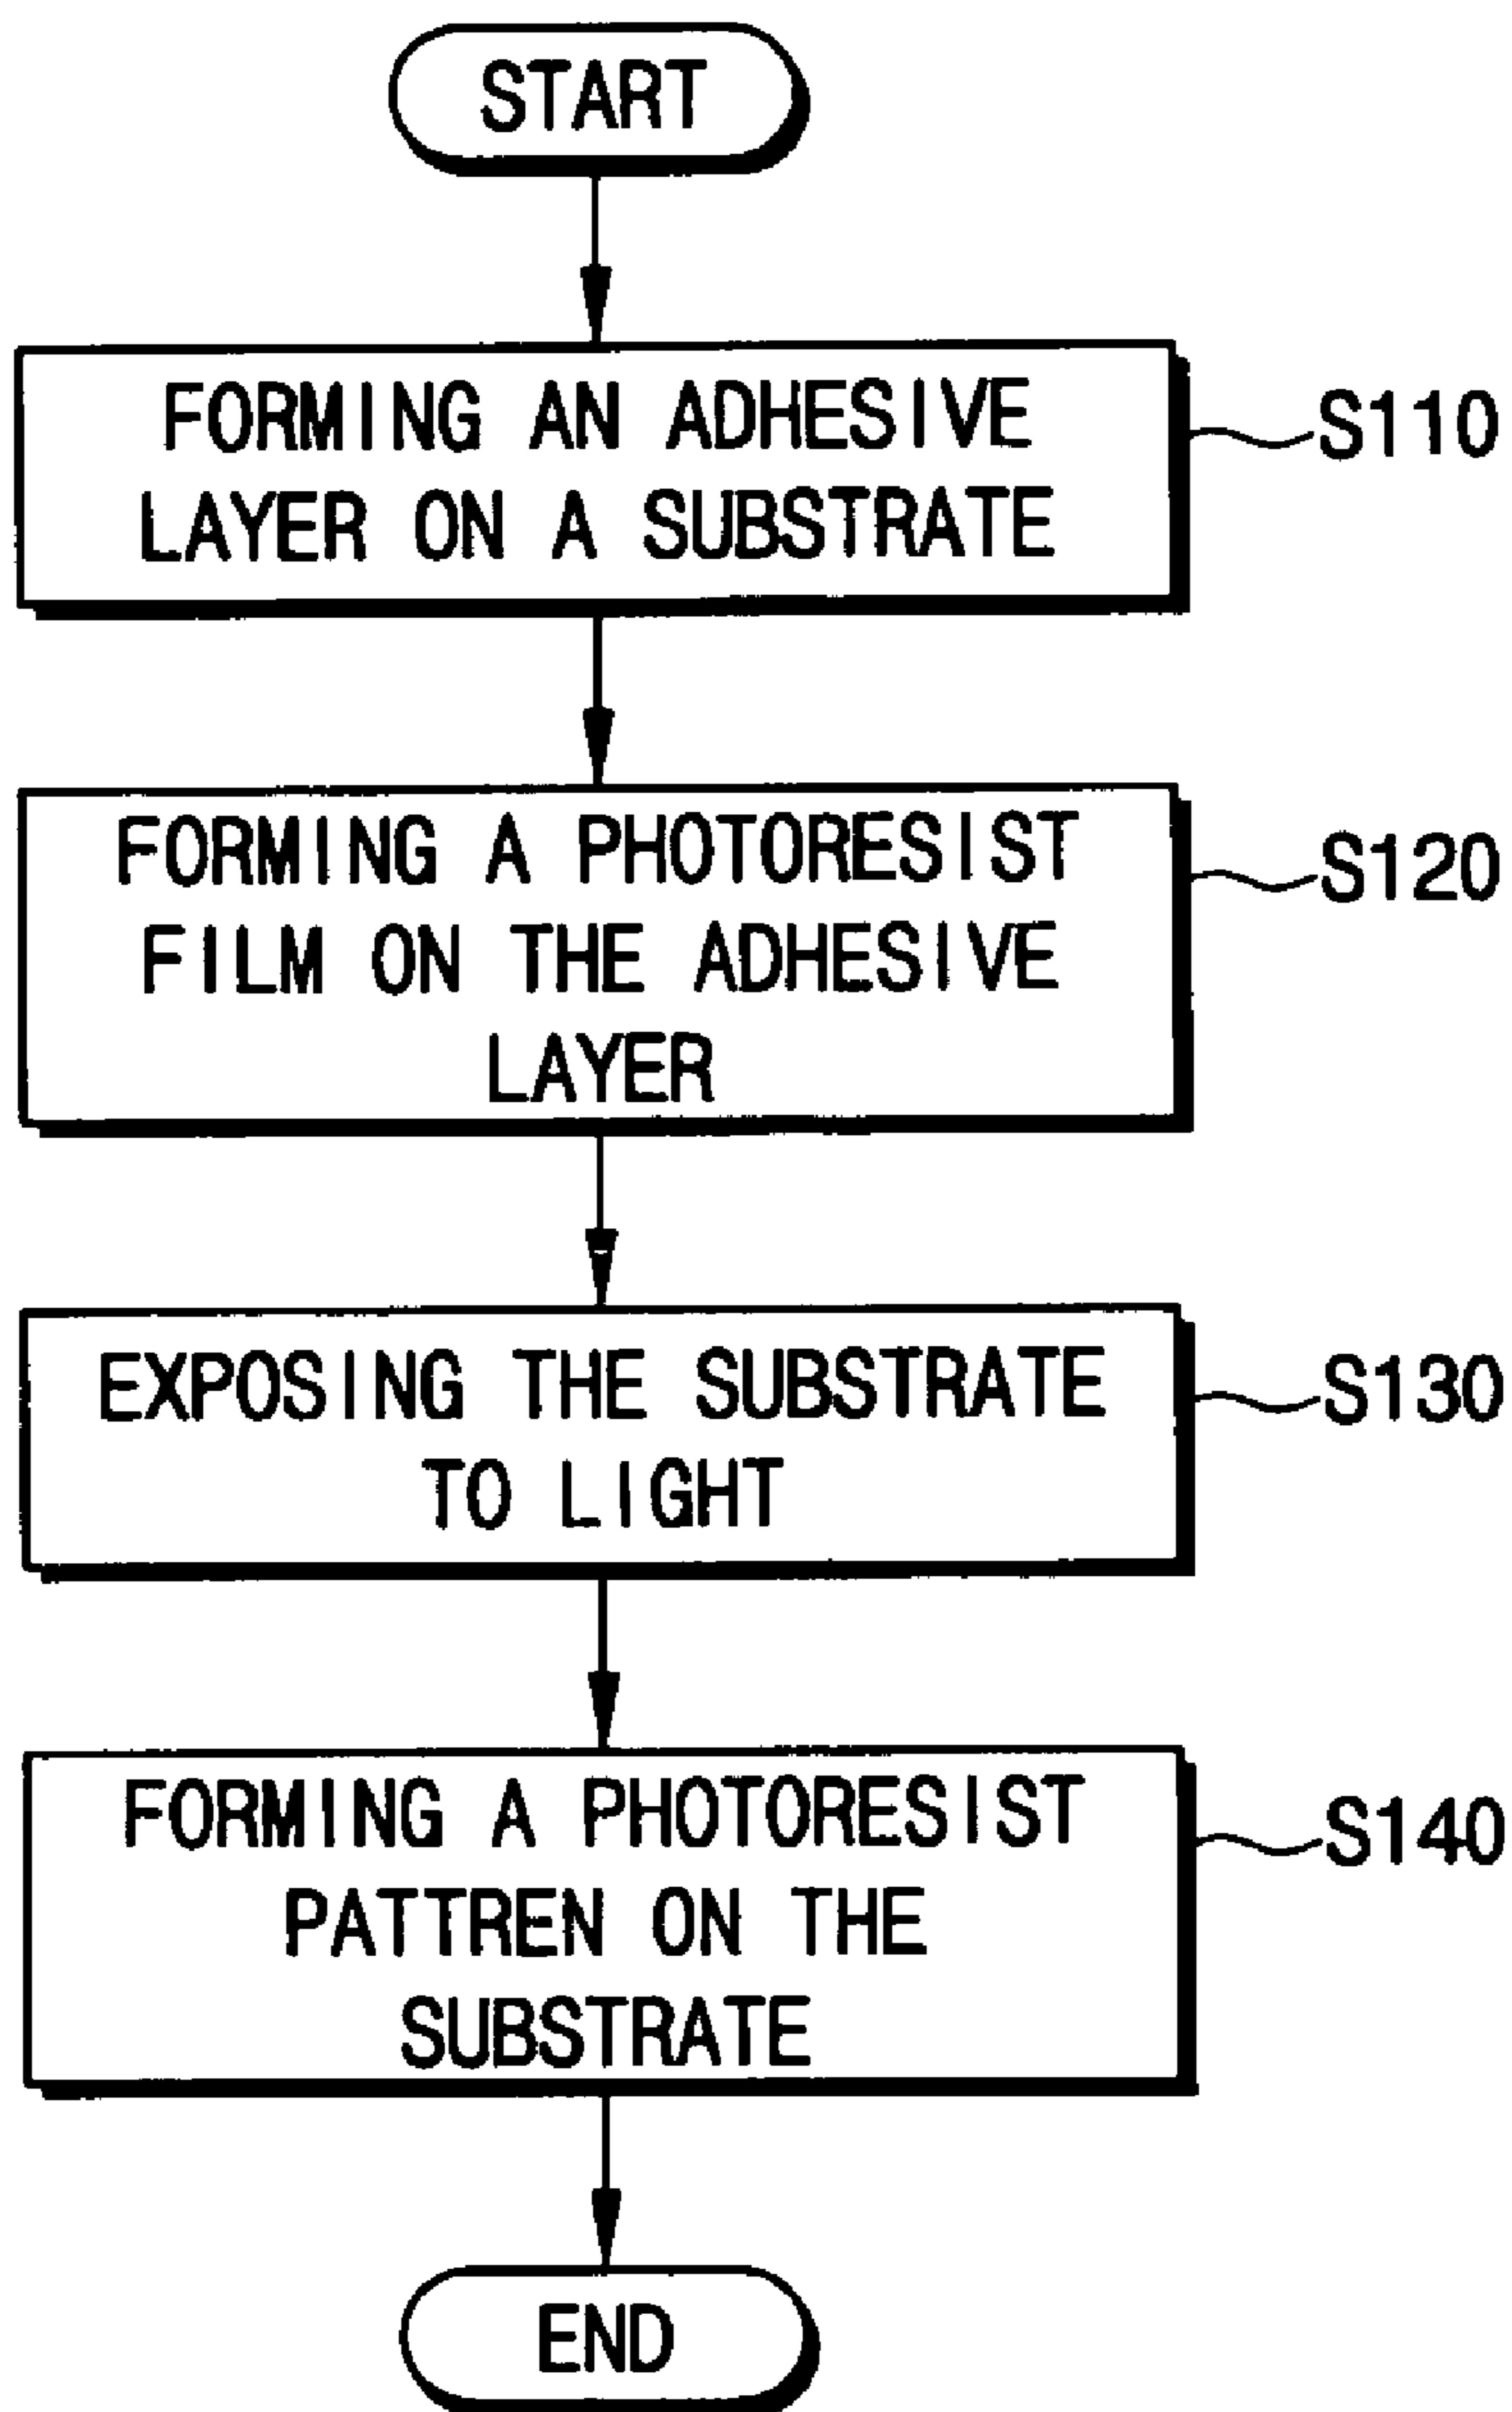 START
FORMING AN ADHESIVE
LAYER ON A SUBSTRATE
S110
FORMING A PHOTORESIST
FILM ON THE ADHESIVE
LAYER
S120
EXPOSING THE SUBSTRATE
TO LIGHT
S130
FORMING A PHOTORESIST
PATTREN ON THE
SUBSTRATE
S140
END